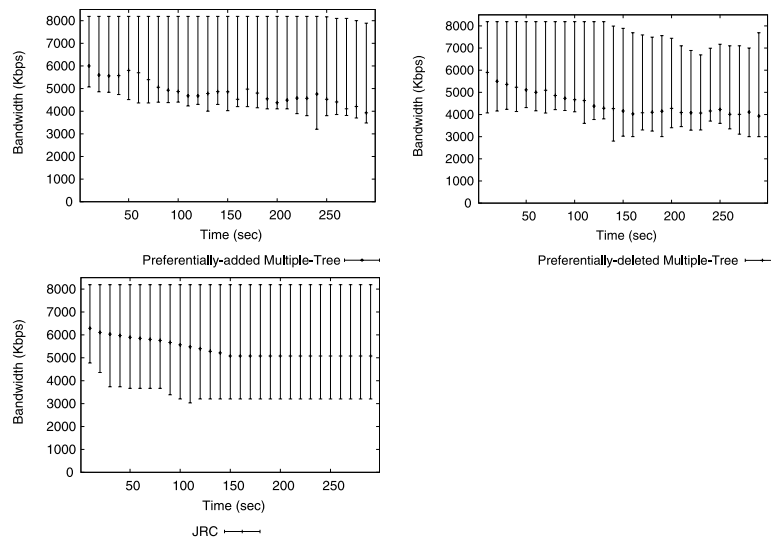 8000
7000
6000
5000
4000
3000
2000
1000
0
Bandwidth (Kbps)
50 100 150 200 250
Time (sec)
Preferentially-added Multiple-Tree
8000
7000
6000
5000
4000
3000
2000
1000
0
Bandwidth (Kbps)
50 100 150 200 250
Time (sec)
Preferentially-deleted Multiple-Tree
8000
7000
6000
5000
4000
3000
2000
1000
0
Bandwidth (Kbps)
50 100 150 200 250
Time (sec)
JRC